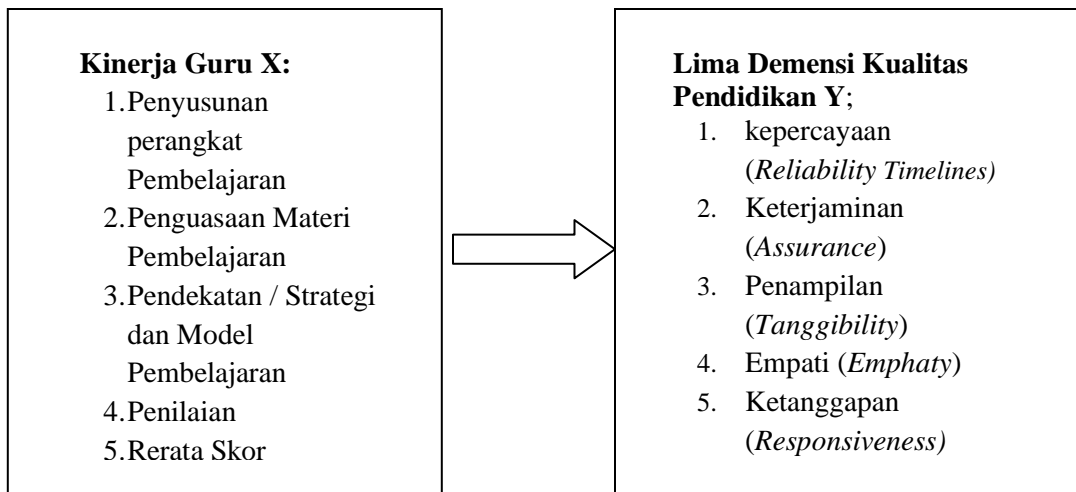 Kinerja Guru X:
1.Penyusunan
perangkat
Pembelajaran
2.Penguasaan Materi
Pembelajaran
3.Pendekatan / Strategi
dan Model
Pembelajaran
4.Penilaian
5.Rerata Skor
Lima Demensi Kualitas
Pendidikan Y;
1. kepercayaan
(Reliability Timelines)
2. Keterjaminan
(Assurance)
3. Penampilan
(Tanggibility)
4. Empati (Emphaty)
5. Ketanggapan
(Responsiveness)